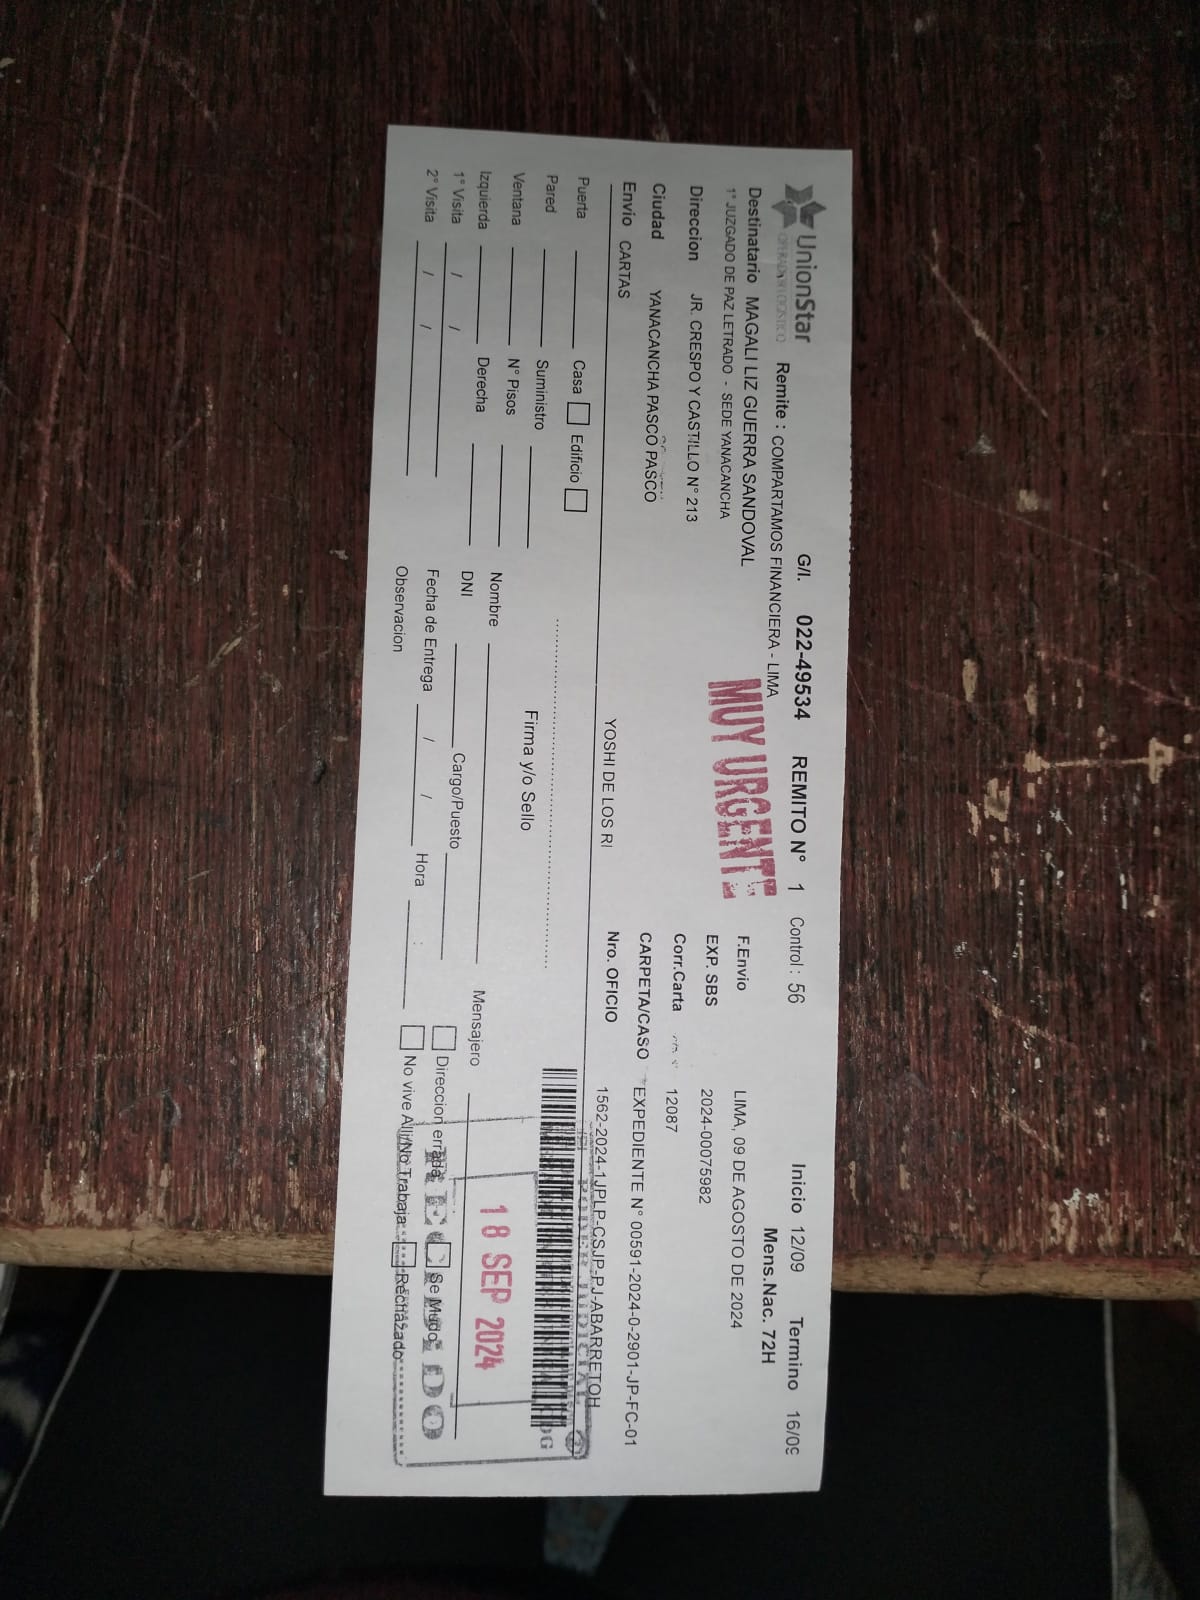 UnionStar
OPERADOR LOGISTICO
G/I. 022-49534 REMITO N° 1 Control : 56 Inicio 12/09 Termino 16/09
Remite : COMPARTAMOS FINANCIERA - LIMA Mens.Nac. 72H
Destinatario MAGALI LIZ GUERRA SANDOVAL F.Envio LIMA, 09 DE AGOSTO DE 2024
1° JUZGADO DE PAZ LETRADO - SEDE YANACANCHA
MUY URGENTE
EXP. SBS 2024-00075982
Direccion JR. CRESPO Y CASTILLO N° 213 Corr.Carta 12087
Ciudad YANACANCHA PASCO PASCO CARPETA/CASO EXPEDIENTE N° 00591-2024-0-2901-JP-FC-01
Envio CARTAS YOSHI DE LOS RI Nro. OFICIO 1562-2024-1JPLP-CSJP-PJ-ABARRETOH
PODER JUDICIAL
Puerta Casa Edificio
Pared Suministro Firma y/o Sello
Ventana N° Pisos Nombre Mensajero
18 SEP 2024
Izquierda Derecha DNI Cargo/Puesto Direccion errada Se Mudo
1° Visita / / Fecha de Entrega / / Hora : No vive Alli/No Trabaja Rechazado
2° Visita / / Observacion
RECIBIDO